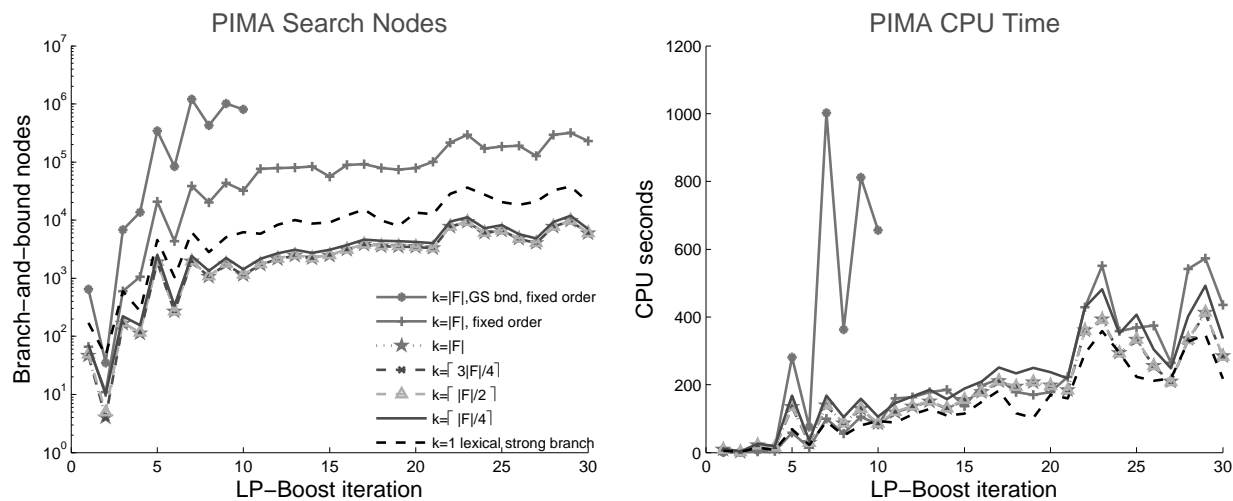 PIMA Search Nodes
Branch−and−bound nodes
10^7
10^6
10^5
10^4
10^3
10^2
10^1
10^0
0 5 10 15 20 25 30
LP−Boost iteration
k=|F|,GS bnd, fixed order
k=|F|, fixed order
k=|F|
k=⌈ 3|F|/4⌉
k=⌈ |F|/2 ⌉
k=⌈ |F|/4⌉
k=1 lexical strong branch
PIMA CPU Time
CPU seconds
1200
1000
800
600
400
200
0
0 5 10 15 20 25 30
LP−Boost iteration